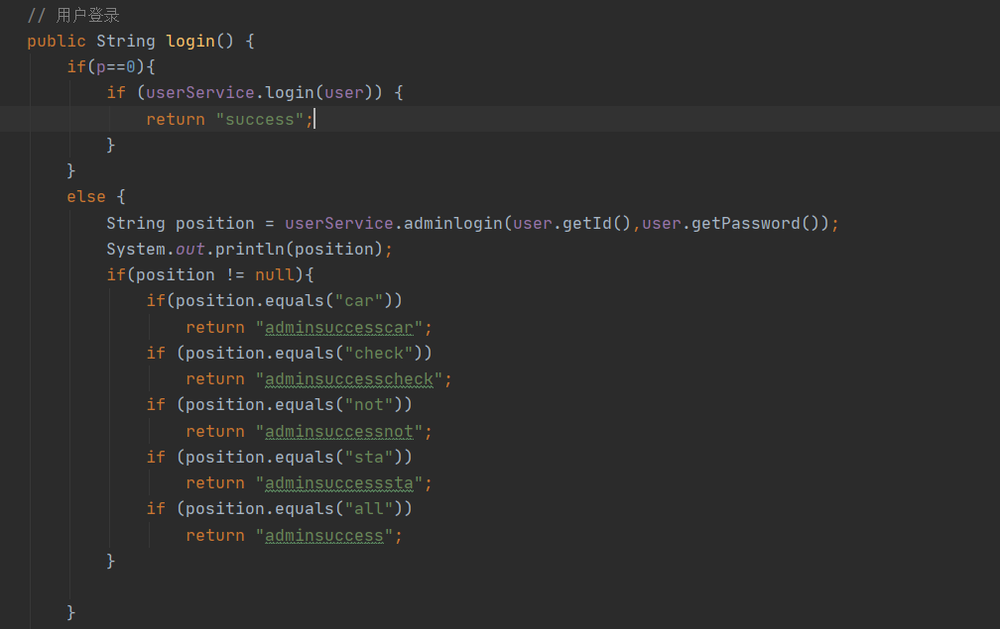 // 用户登录
public String login() {
if(p==0){
if (userService.login(user)) {
return "success";
}
}
else {
String position = userService.adminlogin(user.getId(),user.getPassword());
System.out.println(position);
if(position != null){
if(position.equals("car"))
return "adminsuccesscar";
if (position.equals("check"))
return "adminsuccesscheck";
if (position.equals("not"))
return "adminsuccessnot";
if (position.equals("sta"))
return "adminsuccesssta";
if (position.equals("all"))
return "adminsuccess";
}
}